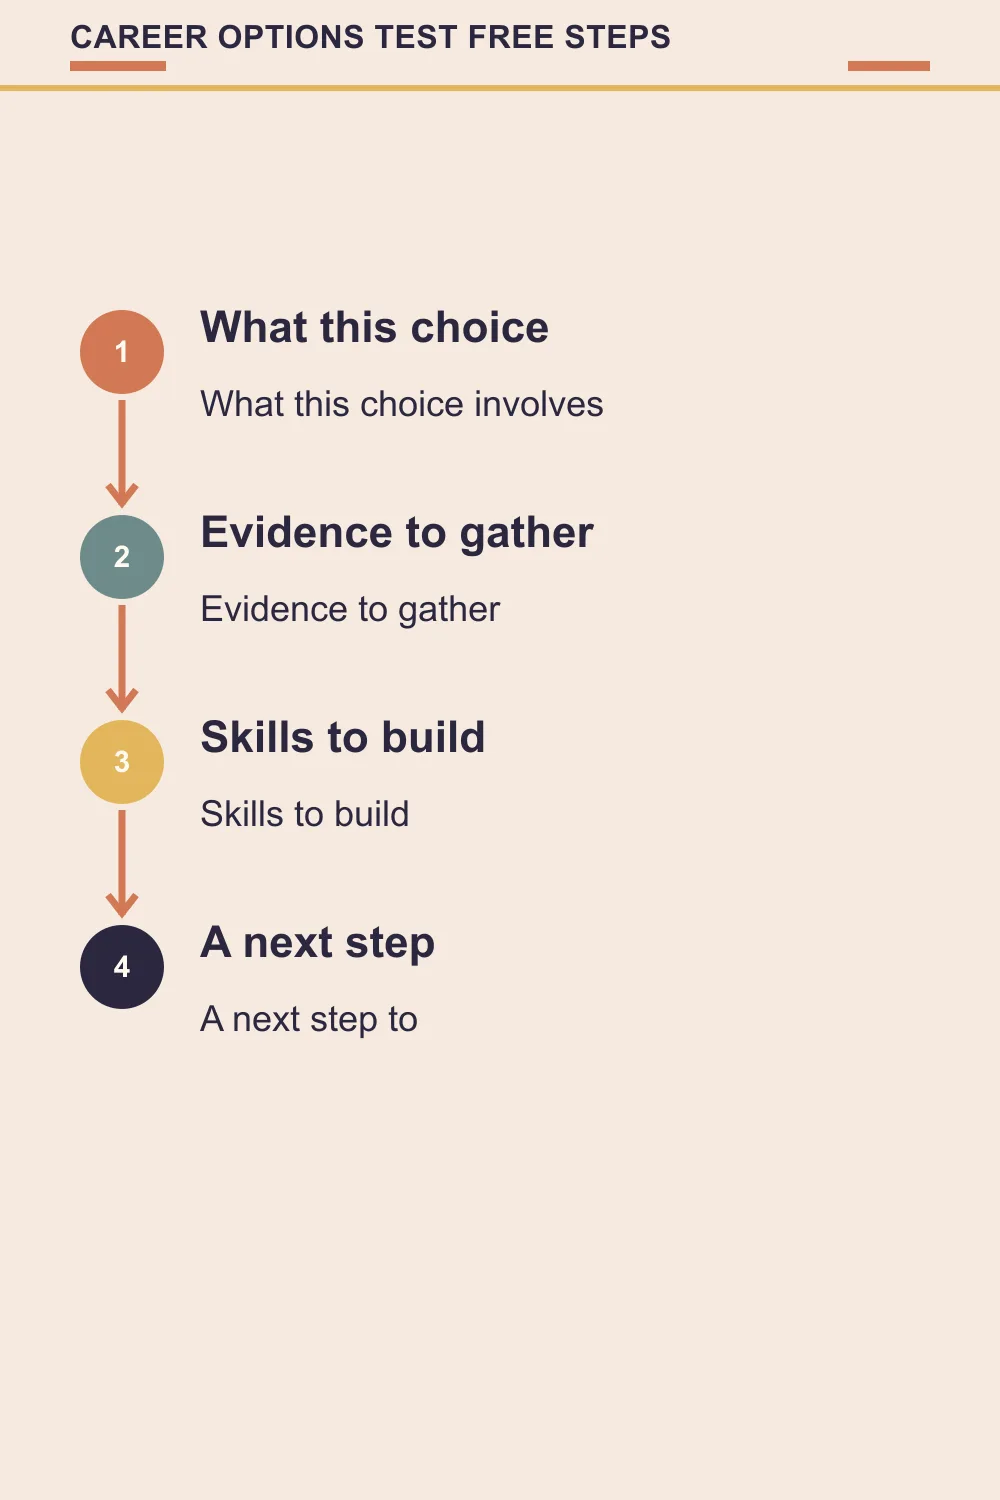 CAREER OPTIONS TEST FREE STEPS
1
What this choice
What this choice involves
2
Evidence to gather
Evidence to gather
3
Skills to build
Skills to build
4
A next step
A next step to